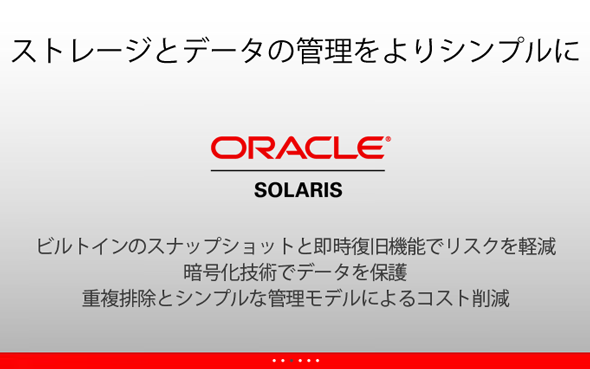 ストレージとデータの管理をよりシンプルに
ORACLE®
SOLARIS
ビルトインのスナップショットと即時復旧機能でリスクを軽減
暗号化技術でデータを保護
重複排除とシンプルな管理モデルによるコスト削減